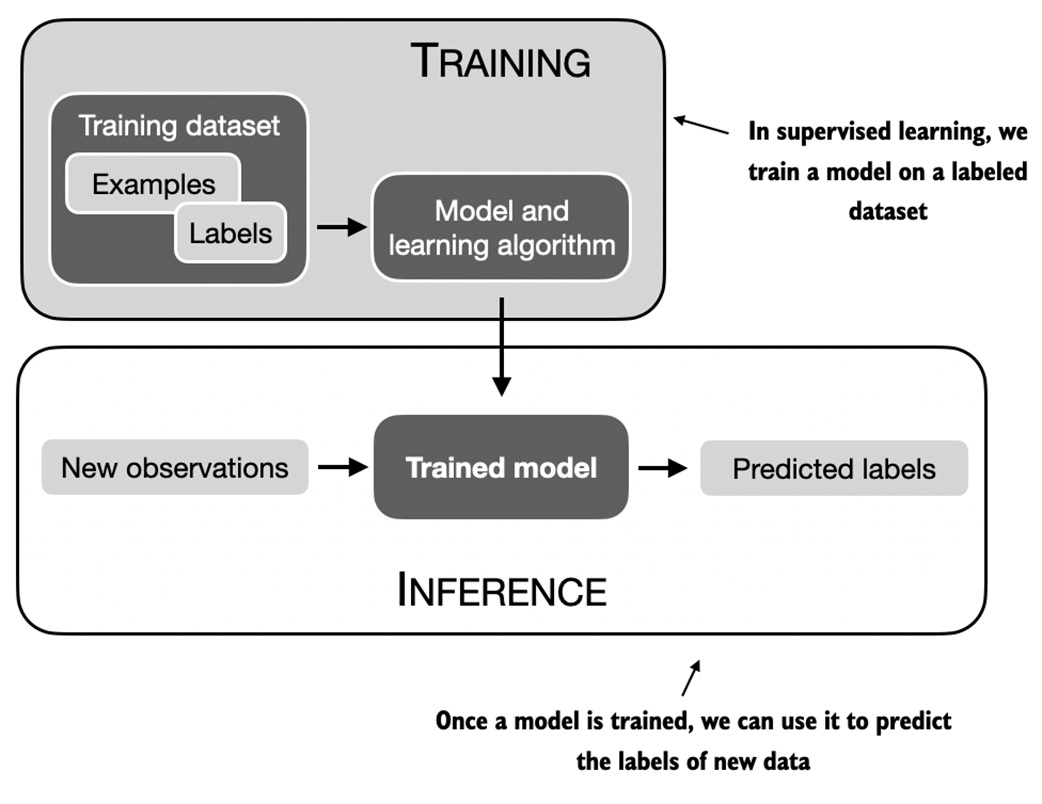 TRAINING
Training dataset
Examples
Labels
Model and
learning algorithm
In supervised learning, we
train a model on a labeled
dataset
New observations
Trained model
Predicted labels
INFERENCE
Once a model is trained, we can use it to predict
the labels of new data